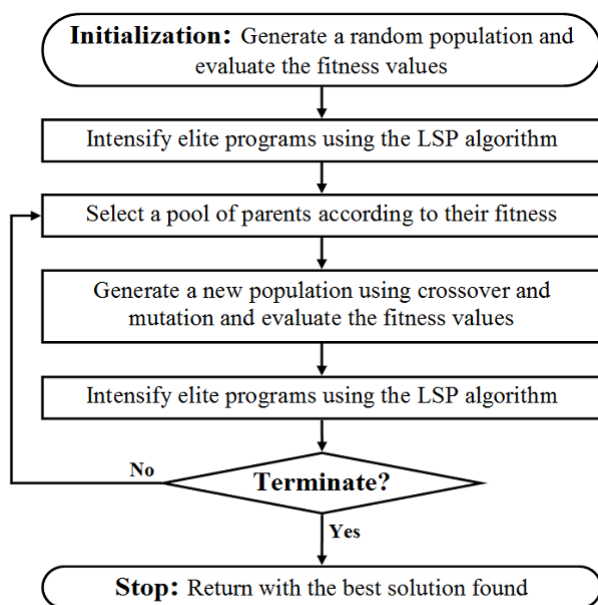 Initialization: Generate a random population and
evaluate the fitness values
Intensify elite programs using the LSP algorithm
Select a pool of parents according to their fitness
Generate a new population using crossover and
mutation and evaluate the fitness values
Intensify elite programs using the LSP algorithm
No
Terminate?
Yes
Stop: Return with the best solution found